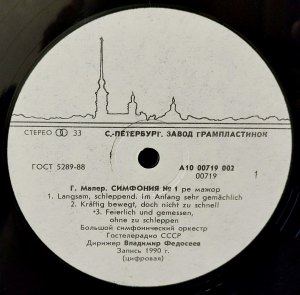 СТЕРЕО 33
С.-ПЕТЕРБУРГ. ЗАВОД ГРАМПЛАСТИНОК
ГОСТ 5289-88
А10 00719 002
00719
1
Г. Малер. СИМФОНИЯ № 1 ре мажор
1. Langsam, schleppend. im Anfang sehr gemächlich
2. Kräftig bewegt, doch nicht zu schnell
*3. Feierlich und gemessen,
ohne zu schleppen
Большой симфонический оркестр
Гостелерадио СССР
Дирижер Владимир Федосеев
Запись 1990 г.
(цифровая)